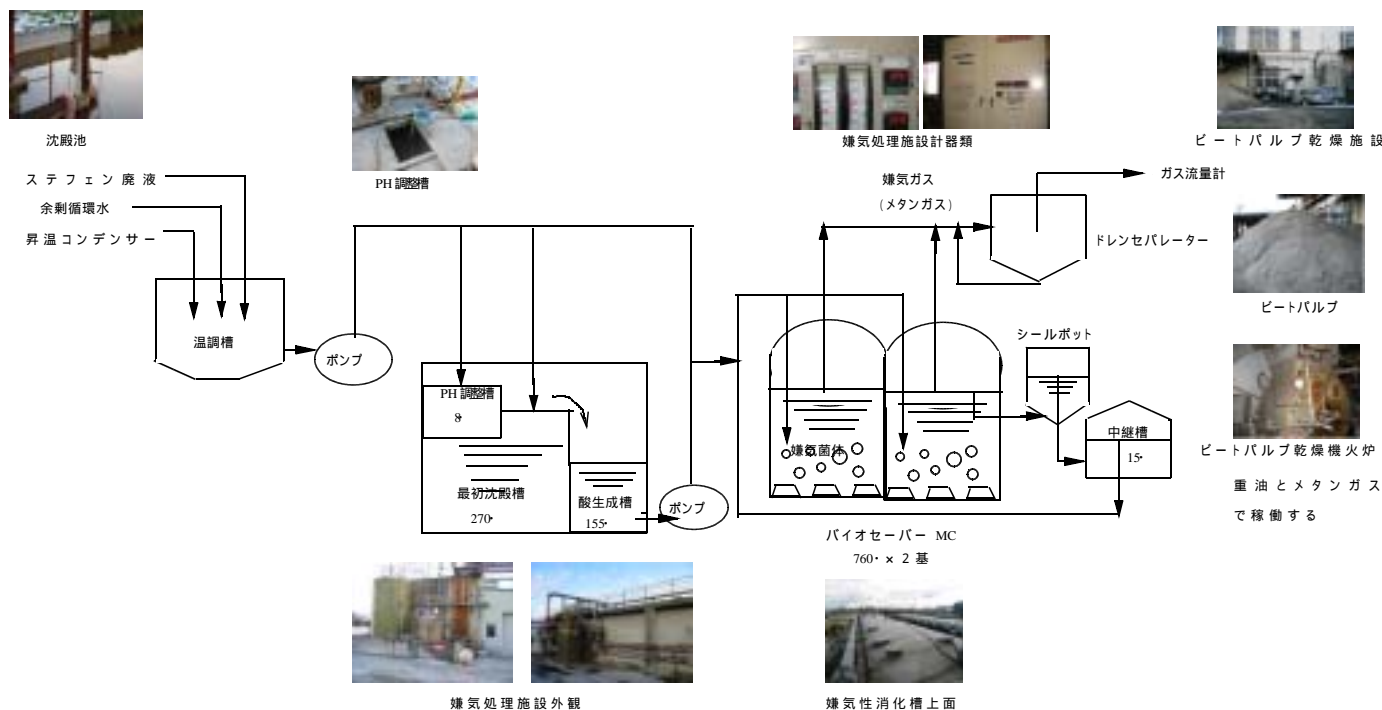 沈殿池
ステフェン廃液
余剰循環水
昇温コンデンサー
温調槽
ポンプ
PH調整槽
PH調整槽
8・
最初沈殿槽
270・
酸生成槽
155・
ポンプ
嫌気処理施設外観
嫌気処理施設計器類
嫌気ガス
(メタンガス)
ガス流量計
ドレンセパレーター
シールポット
中継槽
15・
嫌気菌体
バイオセーバー MC
760・× 2 基
嫌気性消化槽上面
ビートパルプ乾燥施設
ビートパルプ
ビートパルプ乾燥機火炉
重油とメタンガス
で稼働する